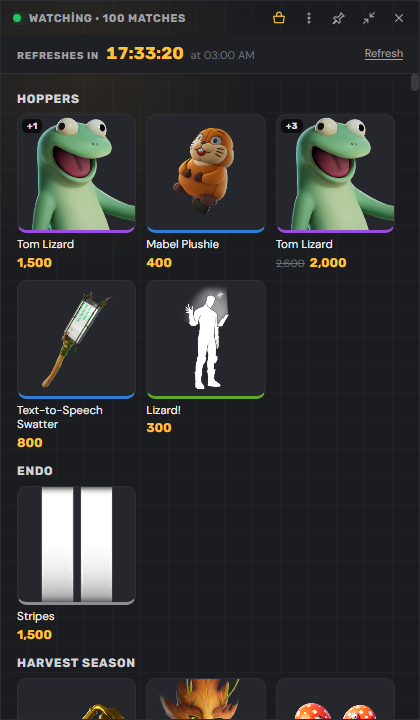 WATCHİNG • 100 MATCHES
REFRESHES IN 17:33:20 at 03:00 AM Refresh
HOPPERS
+1
+3
Tom Lizard Mabel Plushie Tom Lizard
1,500 400 2,600 2,000
Text-to-Speech Swatter
800
Lizard!
300
ENDO
Stripes
1,500
HARVEST SEASON